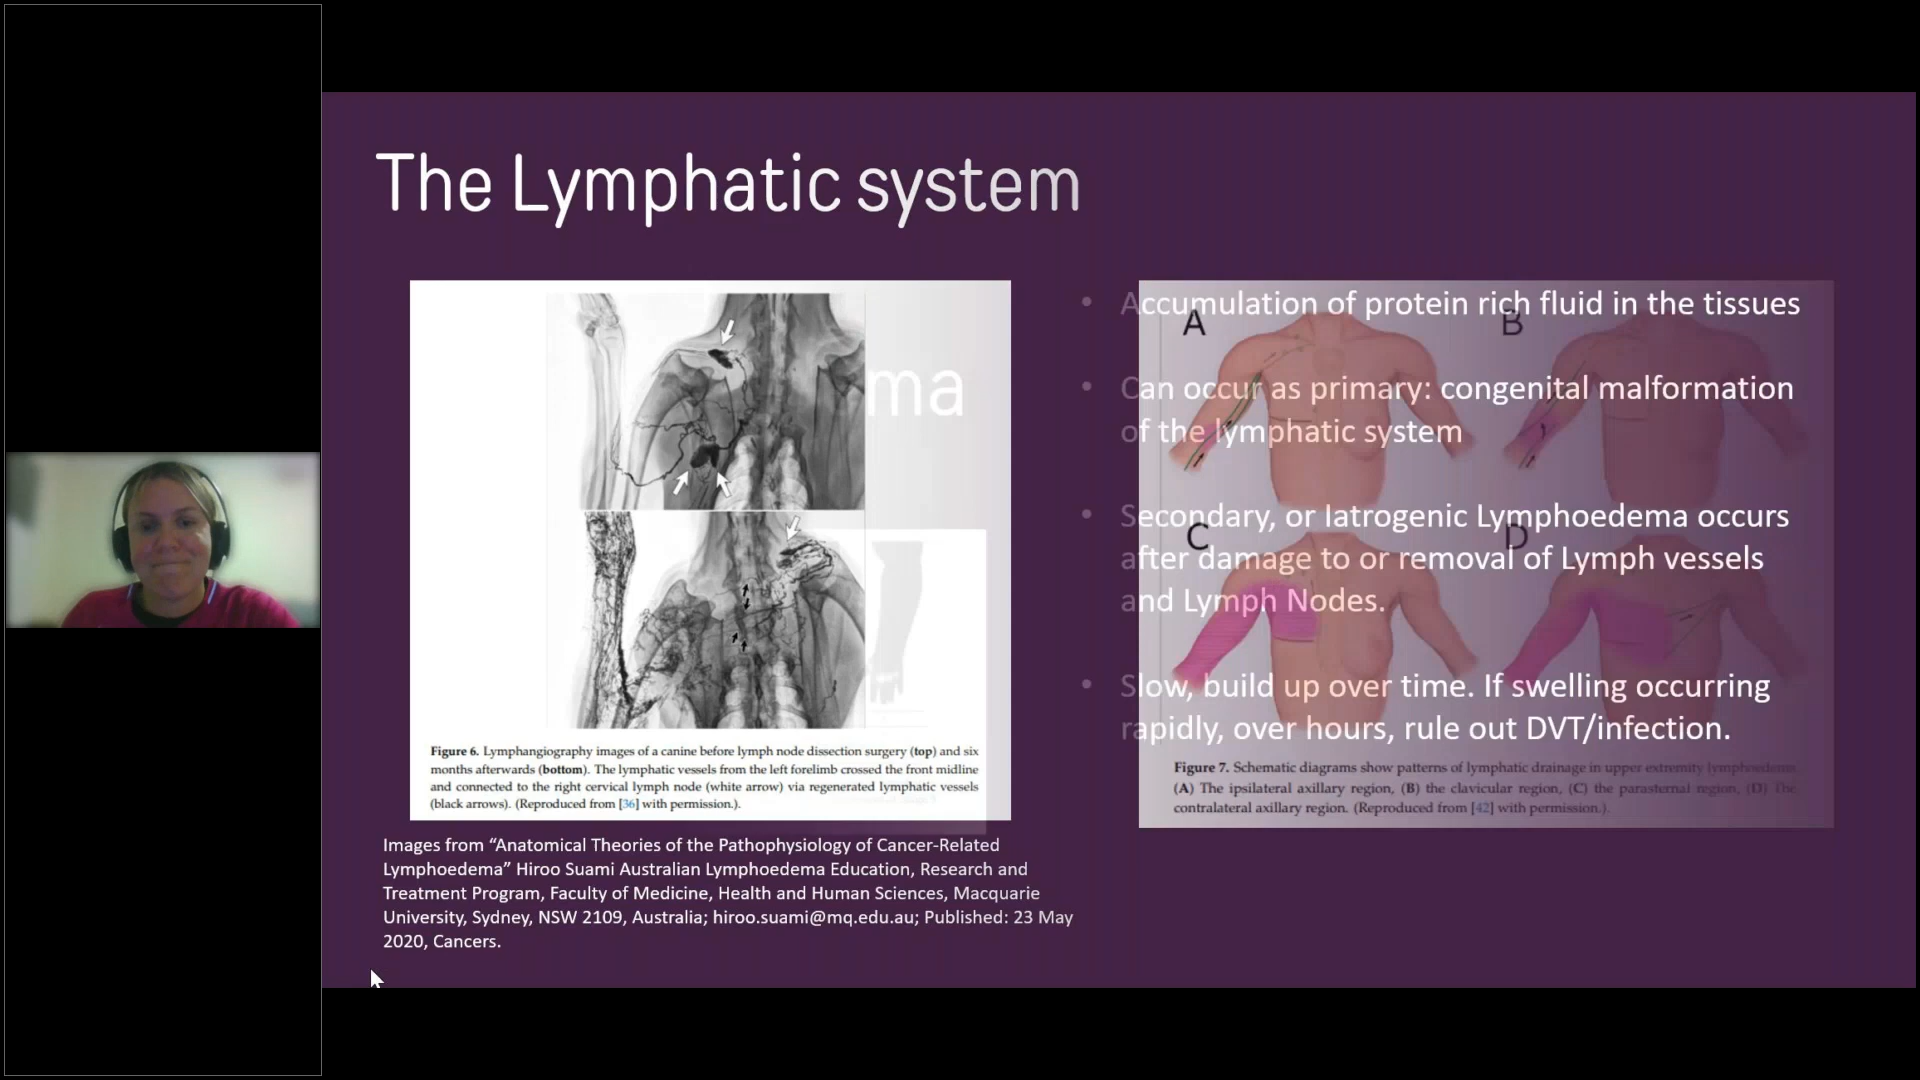 The Lymphatic system
ma
Figure 6. Lymphangiography images of a canine before lymph node dissection surgery (top) and six
months afterwards (bottom). The lymphatic vessels from the left forelimb crossed the front midline
and connected to the right cervical lymph node (white arrow) via regenerated lymphatic vessels
(black arrows). (Reproduced from [36] with permission.).
Images from “Anatomical Theories of the Pathophysiology of Cancer-Related
Lymphoedema” Hiroo Suami Australian Lymphoedema Education, Research and
Treatment Program, Faculty of Medicine, Health and Human Sciences, Macquarie
University, Sydney, NSW 2109, Australia; hiroo.suami@mq.edu.au; Published: 23 May
2020, Cancers.
• Accumulation of protein rich fluid in the tissues
A
B
• Can occur as primary: congenital malformation
of the lymphatic system
• Secondary, or Iatrogenic Lymphoedema occurs
C
D
after damage to or removal of Lymph vessels
and Lymph Nodes.
• Slow, build up over time. If swelling occurring
rapidly, over hours, rule out DVT/infection.
Figure 7. Schematic diagrams show patterns of lymphatic drainage in upper extremity lymphoedema.
(A) The ipsilateral axillary region, (B) the clavicular region, (C) the parasternal region, (D) The
contralateral axillary region. (Reproduced from [42] with permission.).